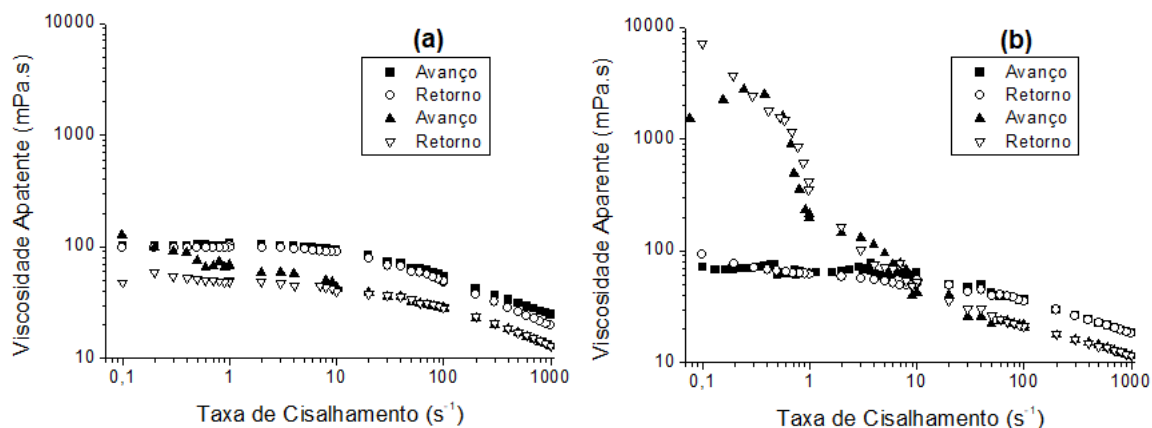 (a)
10000
1000
100
10
Viscosidade Apatente (mPa.s)
Avanço
Retorno
Avanço
Retorno
0,1 1 10 100 1000
Taxa de Cisalhamento (s⁻¹)
(b)
10000
1000
100
10
Viscosidade Aparente (mPa.s)
Avanço
Retorno
Avanço
Retorno
0,1 1 10 100 1000
Taxa de Cisalhamento (s⁻¹)